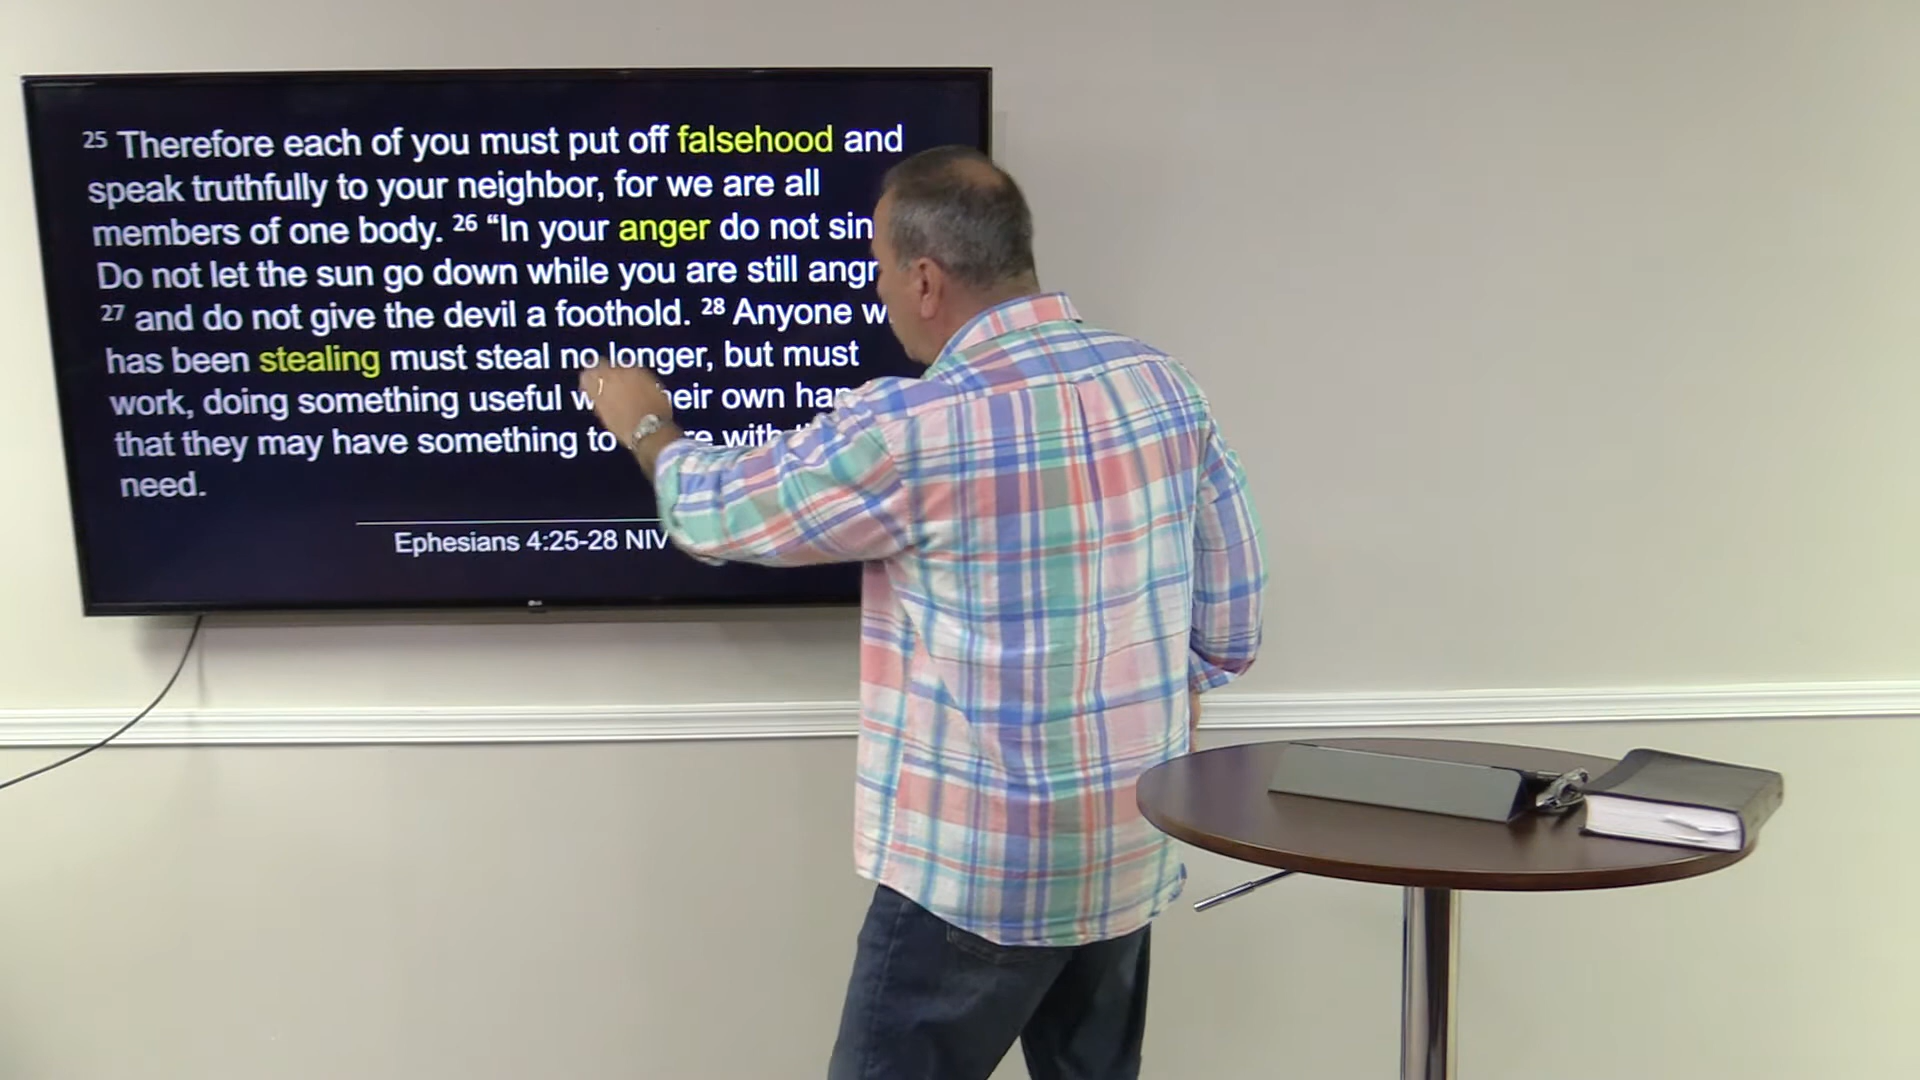 25 Therefore each of you must put off falsehood and
speak truthfully to your neighbor, for we are all
members of one body. 26 “In your anger do not sin
Do not let the sun go down while you are still
27 and do not give the devil a foothold. 28 Anyone
has been stealing must steal no longer, but must
work, doing something useful their own
that they may have something to with
need.
Ephesians 4:25-28 NIV